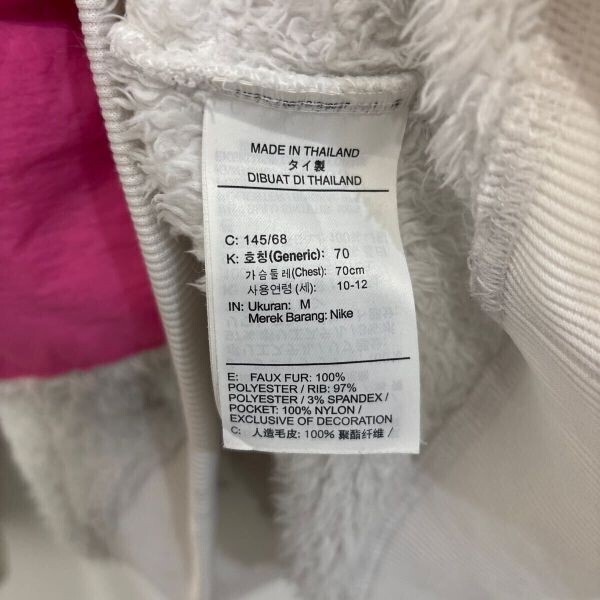 MADE IN THAILAND
タイ製
DIBUAT DI THAILAND
C: 145/68
K: 호칭(Generic): 70
가슴둘레(Chest): 70cm
사용연령 (세): 10-12
IN: Ukuran: M
Merek Barang: Nike
E: FAUX FUR: 100%
POLYESTER / RIB: 97%
POLYESTER / 3% SPANDEX /
POCKET: 100% NYLON /
EXCLUSIVE OF DECORATION
C: 人造毛皮: 100% 聚酯纤维 /